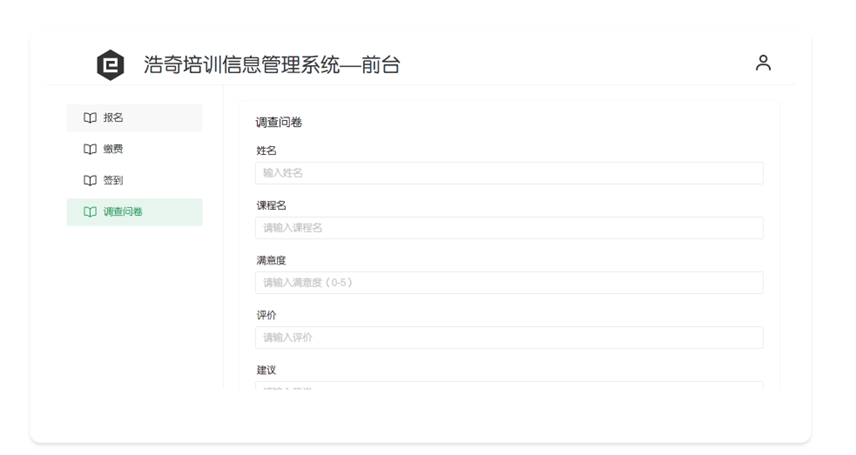 浩奇培训信息管理系统—前台
报名
缴费
签到
调查问卷
调查问卷
姓名
输入姓名
课程名
请输入课程名
满意度
请输入满意度（0-5）
评价
请输入评价
建议